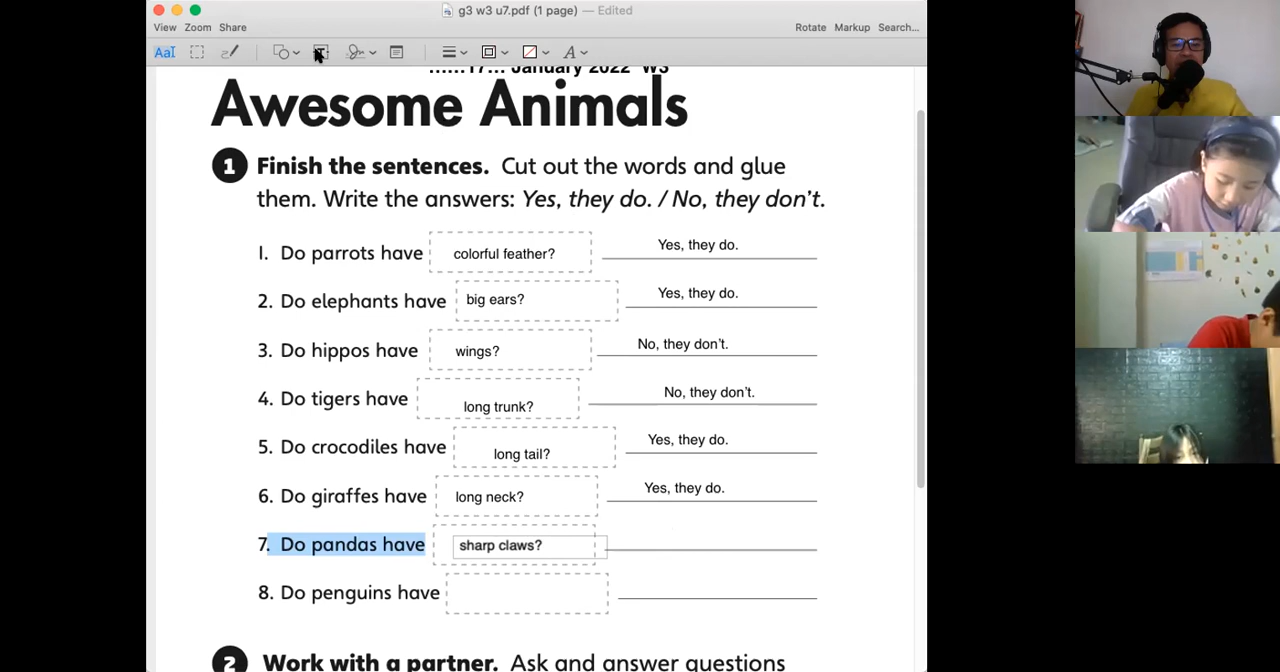 g3 w3 u7.pdf (1 page) — Edited
View Zoom Share Rotate Markup Search...
AaI A
......17... January 2022 W3
Awesome Animals
1 Finish the sentences. Cut out the words and glue
them. Write the answers: Yes, they do. / No, they don't.
1. Do parrots have colorful feather? Yes, they do.
2. Do elephants have big ears? Yes, they do.
3. Do hippos have wings? No, they don't.
4. Do tigers have long trunk? No, they don't.
5. Do crocodiles have long tail? Yes, they do.
6. Do giraffes have long neck? Yes, they do.
7. Do pandas have sharp claws?
8. Do penguins have
2 Work with a partner. Ask and answer questions